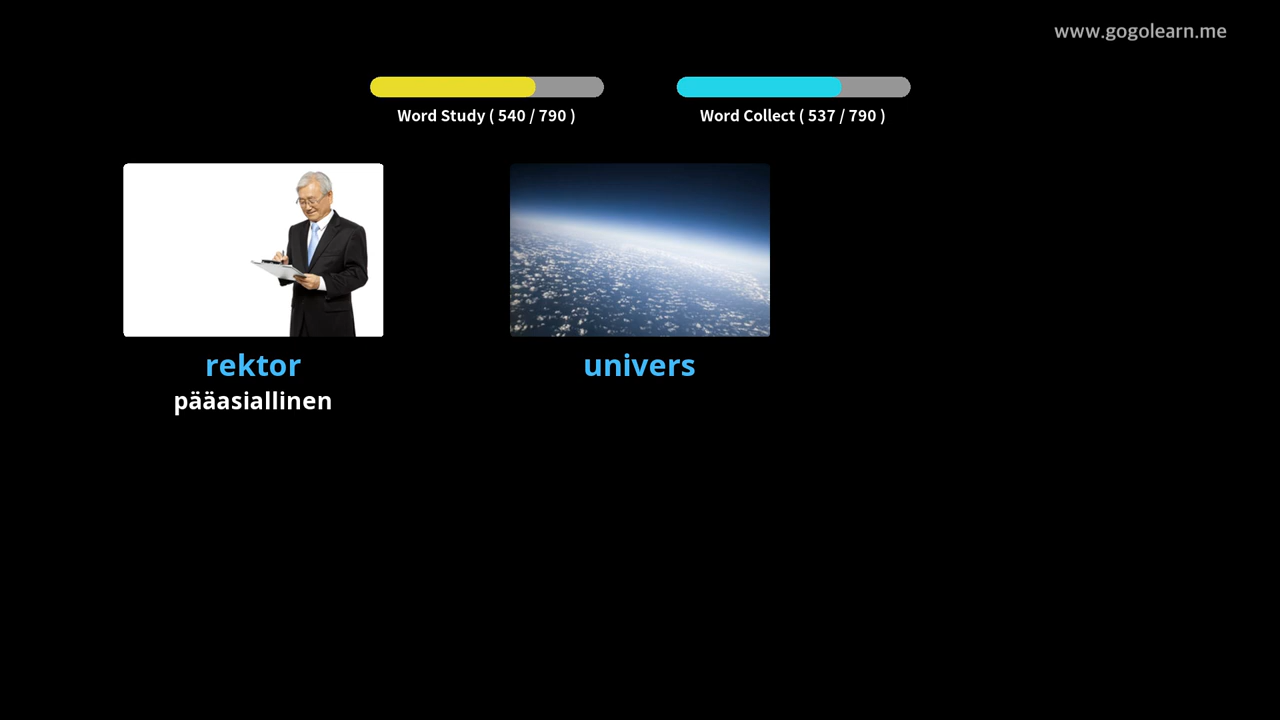 www.gogolearn.me
Word Study ( 540 / 790 )
Word Collect ( 537 / 790 )
rektor
pääasiallinen
univers